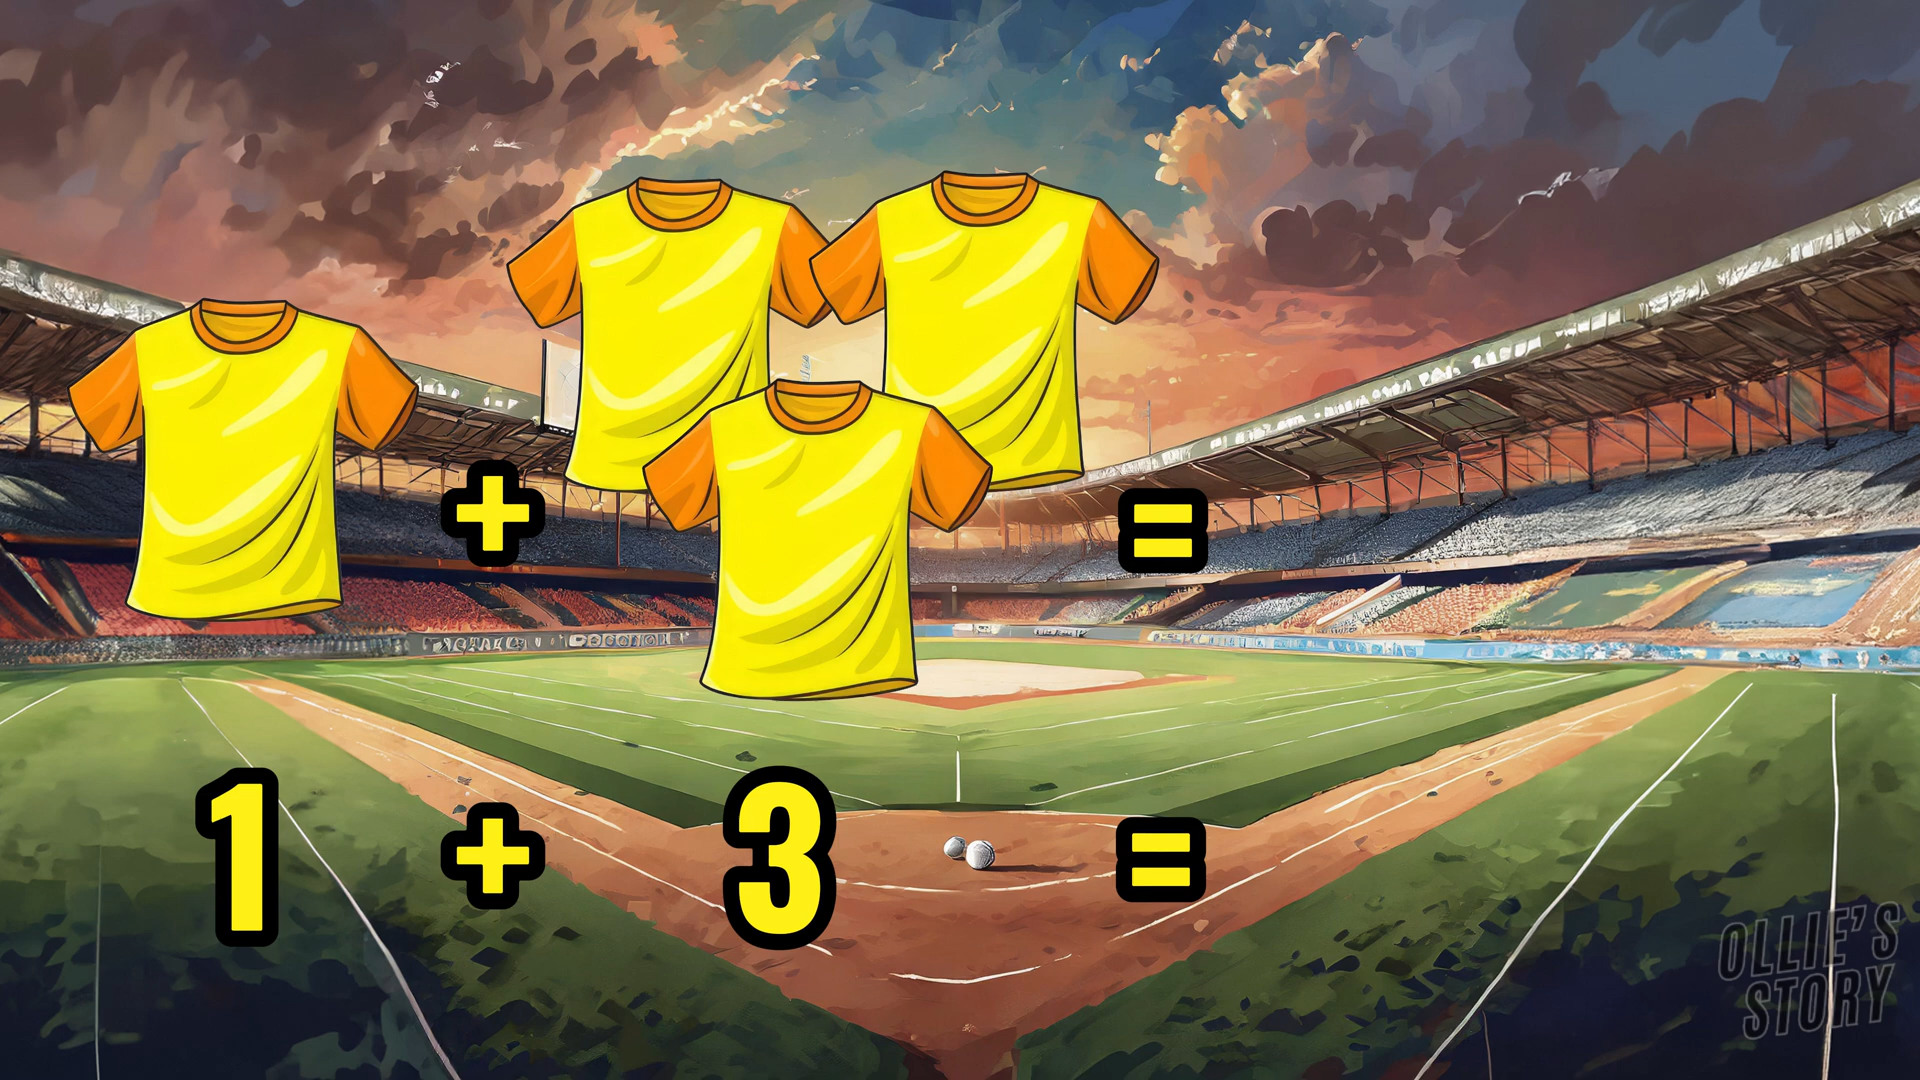 + =
1 + 3 =
OLLIE'S
STORY